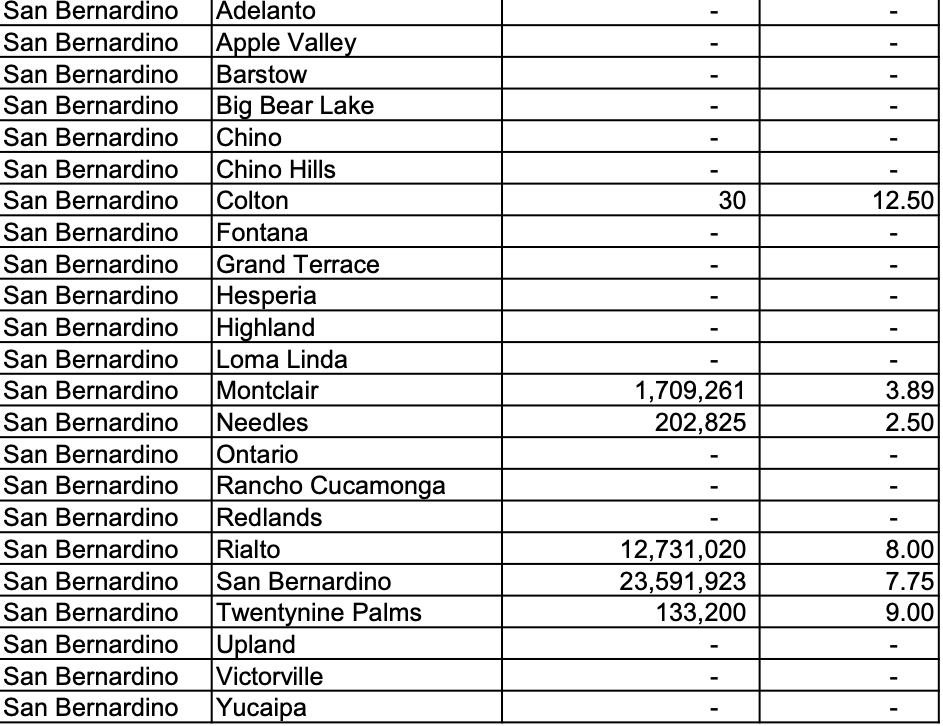 San Bernardino Adelanto - -
San Bernardino Apple Valley - -
San Bernardino Barstow - -
San Bernardino Big Bear Lake - -
San Bernardino Chino - -
San Bernardino Chino Hills - -
San Bernardino Colton 30 12.50
San Bernardino Fontana - -
San Bernardino Grand Terrace - -
San Bernardino Hesperia - -
San Bernardino Highland - -
San Bernardino Loma Linda - -
San Bernardino Montclair 1,709,261 3.89
San Bernardino Needles 202,825 2.50
San Bernardino Ontario - -
San Bernardino Rancho Cucamonga - -
San Bernardino Redlands - -
San Bernardino Rialto 12,731,020 8.00
San Bernardino San Bernardino 23,591,923 7.75
San Bernardino Twentynine Palms 133,200 9.00
San Bernardino Upland - -
San Bernardino Victorville - -
San Bernardino Yucaipa - -